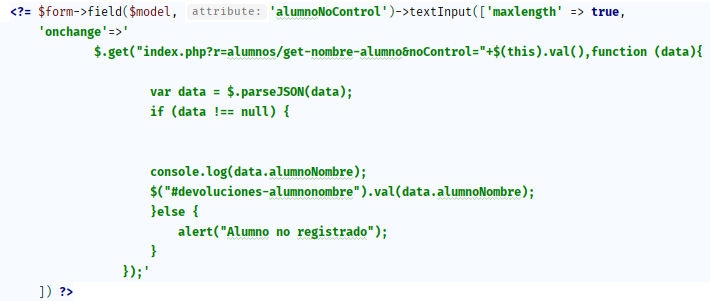 <?= $form->field($model, attribute: 'alumnoNoControl')->textInput(['maxlength' => true,
'onchange'=>'
$.get("index.php?r=alumnos/get-nombre-alumno&noControl="+$(this).val(),function (data){
var data = $.parseJSON(data);
if (data !== null) {
console.log(data.alumnoNombre);
$("#devoluciones-alumnonombre").val(data.alumnoNombre);
}else {
alert("Alumno no registrado");
}
});'
]) ?>